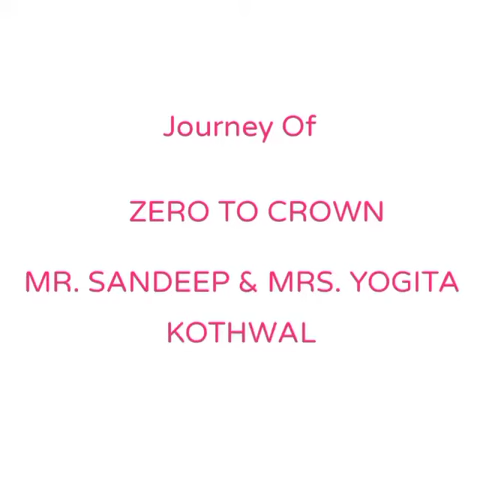 Journey Of
ZERO TO CROWN
MR. SANDEEP & MRS. YOGITA
KOTHWAL